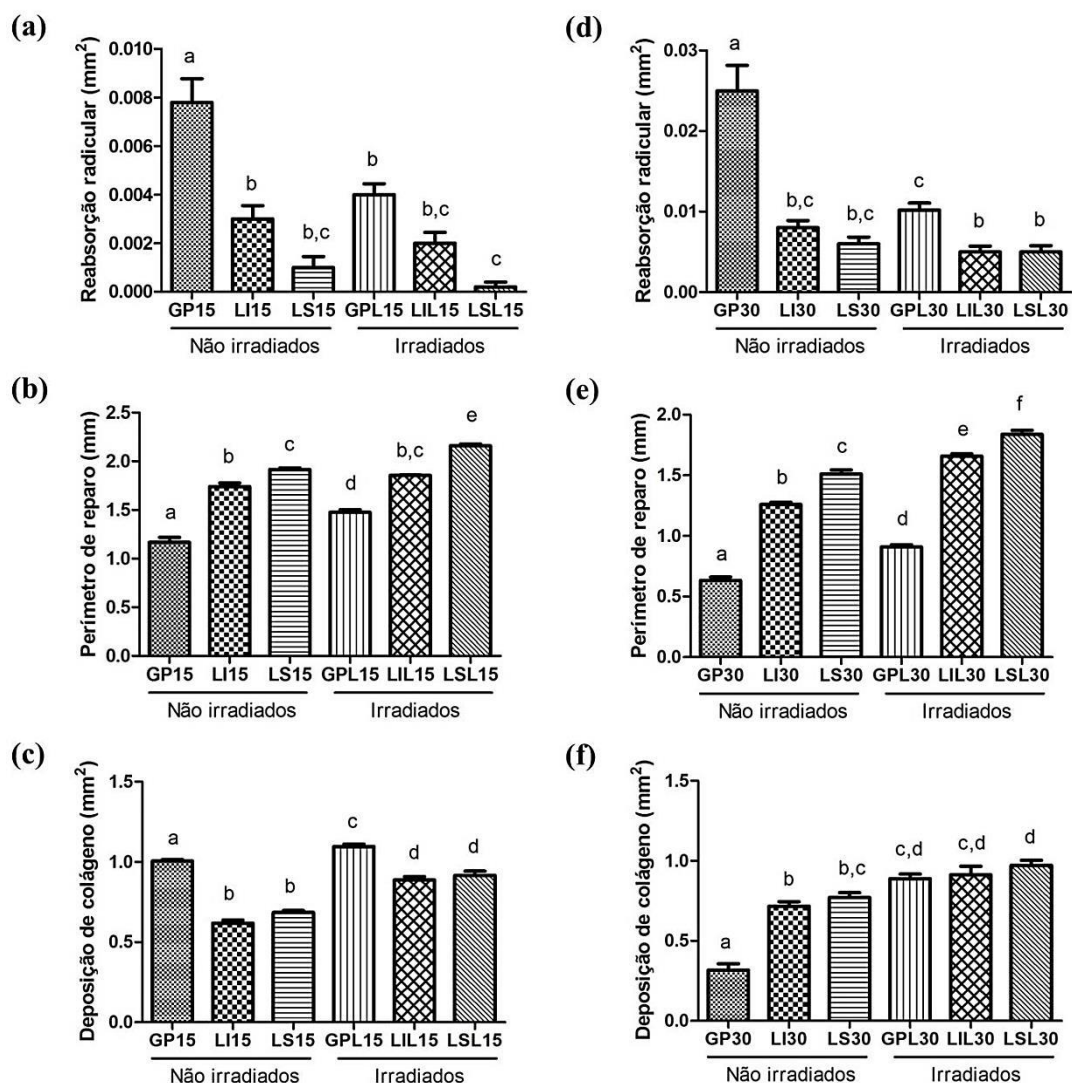 (a)
Reabsorção radicular (mm²)
0.010
0.008
0.006
0.004
0.002
0.000
a
b
b,c
b
b,c
c
GP15 LI15 LS15 GPL15 LIL15 LSL15
Não irradiados Irradiados
(d)
Reabsorção radicular (mm²)
0.03
0.02
0.01
0.00
a
b,c
b,c
c
b
b
GP30 LI30 LS30 GPL30 LIL30 LSL30
Não irradiados Irradiados
(b)
Perímetro de reparo (mm)
2.5
2.0
1.5
1.0
0.5
0.0
a
b
c
d
b,c
e
GP15 LI15 LS15 GPL15 LIL15 LSL15
Não irradiados Irradiados
(e)
Perímetro de reparo (mm)
2.0
1.5
1.0
0.5
0.0
a
b
c
d
e
f
GP30 LI30 LS30 GPL30 LIL30 LSL30
Não irradiados Irradiados
(c)
Deposição de colágeno (mm²)
1.5
1.0
0.5
0.0
a
b
b
c
d
d
GP15 LI15 LS15 GPL15 LIL15 LSL15
Não irradiados Irradiados
(f)
Deposição de colágeno (mm²)
1.5
1.0
0.5
0.0
a
b
b,c
c,d
c,d
d
GP30 LI30 LS30 GPL30 LIL30 LSL30
Não irradiados Irradiados